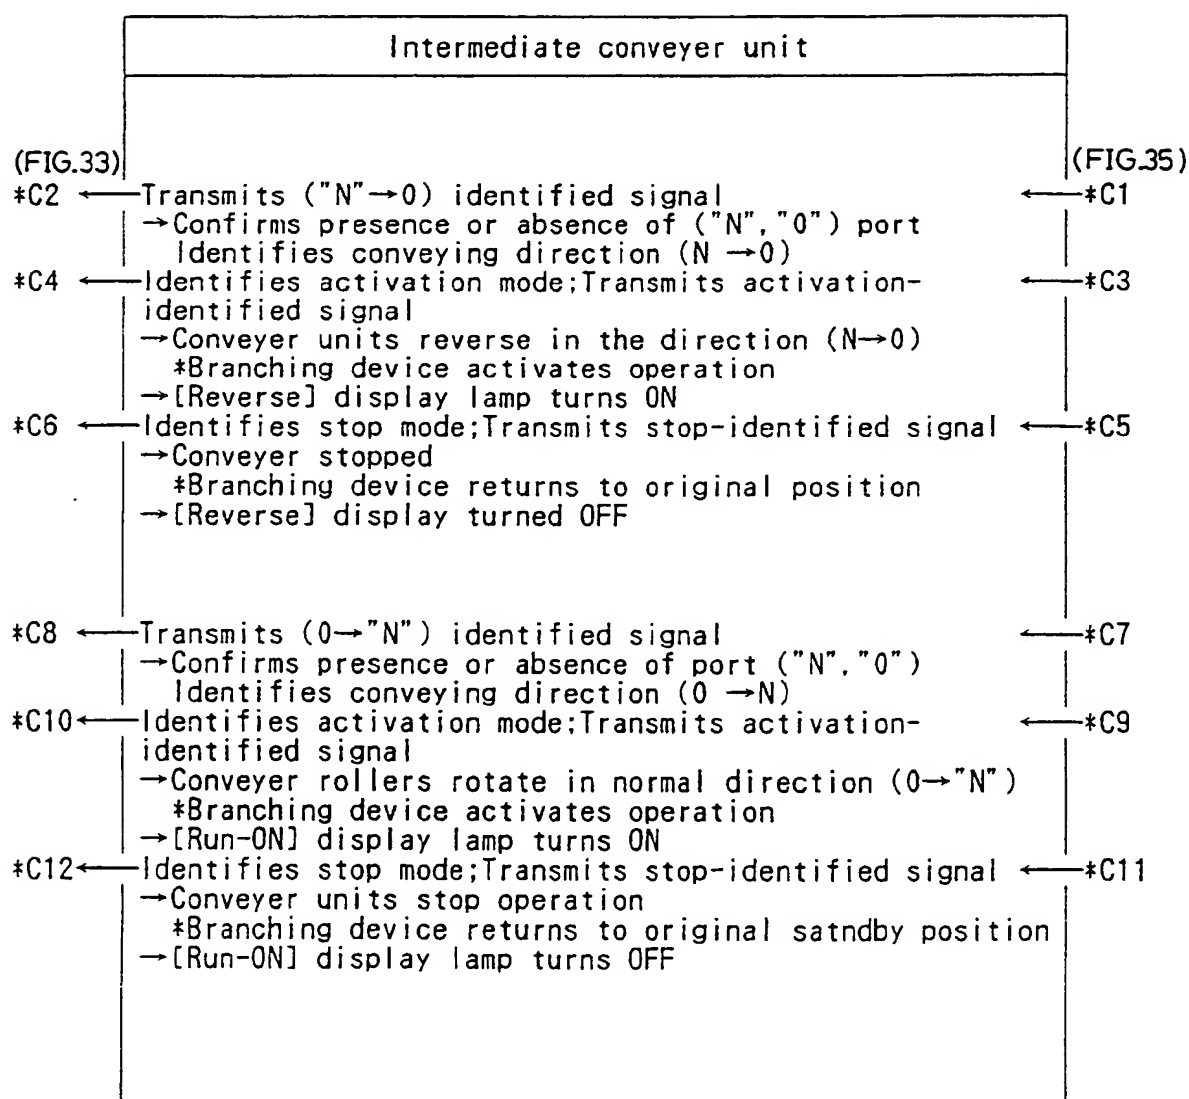 Intermediate conveyer unit
(FIG.33) (FIG.35)
*C2 ← Transmits ("N"→0) identified signal ← *C1
→Confirms presence or absence of ("N","0") port
Identifies conveying direction (N →0)
*C4 ← Identifies activation mode;Transmits activation- ← *C3
identified signal
→Conveyer units reverse in the direction (N→0)
*Branching device activates operation
→[Reverse] display lamp turns ON
*C6 ← Identifies stop mode;Transmits stop-identified signal ← *C5
→Conveyer stopped
*Branching device returns to original position
→[Reverse] display turned OFF
*C8 ← Transmits (0→"N") identified signal ← *C7
→Confirms presence or absence of port ("N","0")
Identifies conveying direction (0 →N)
*C10 ← Identifies activation mode;Transmits activation- ← *C9
identified signal
→Conveyer rollers rotate in normal direction (0→"N")
*Branching device activates operation
→[Run-ON] display lamp turns ON
*C12 ← Identifies stop mode;Transmits stop-identified signal ← *C11
→Conveyer units stop operation
*Branching device returns to original satndby position
→[Run-ON] display lamp turns OFF